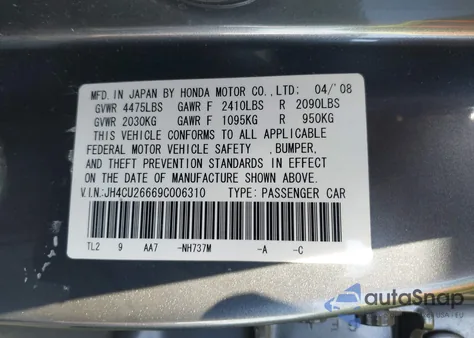 MFD. IN JAPAN BY HONDA MOTOR CO.,LTD: 04/'08
GVWR 4475LBS GAWR F 2410LBS R 2090LBS
GVWR 2030KG GAWR F 1095KG R 950KG
THIS VEHICLE CONFORMS TO ALL APPLICABLE
FEDERAL MOTOR VEHICLE SAFETY , BUMPER,
AND THEFT PREVENTION STANDARDS IN EFFECT
ON THE DATE OF MANUFACTURE SHOWN ABOVE.
V.I.N.:JH4CU26669C006310 TYPE: PASSENGER CAR
TL2 9 AA7 -NH737M -A -C
autoSnap